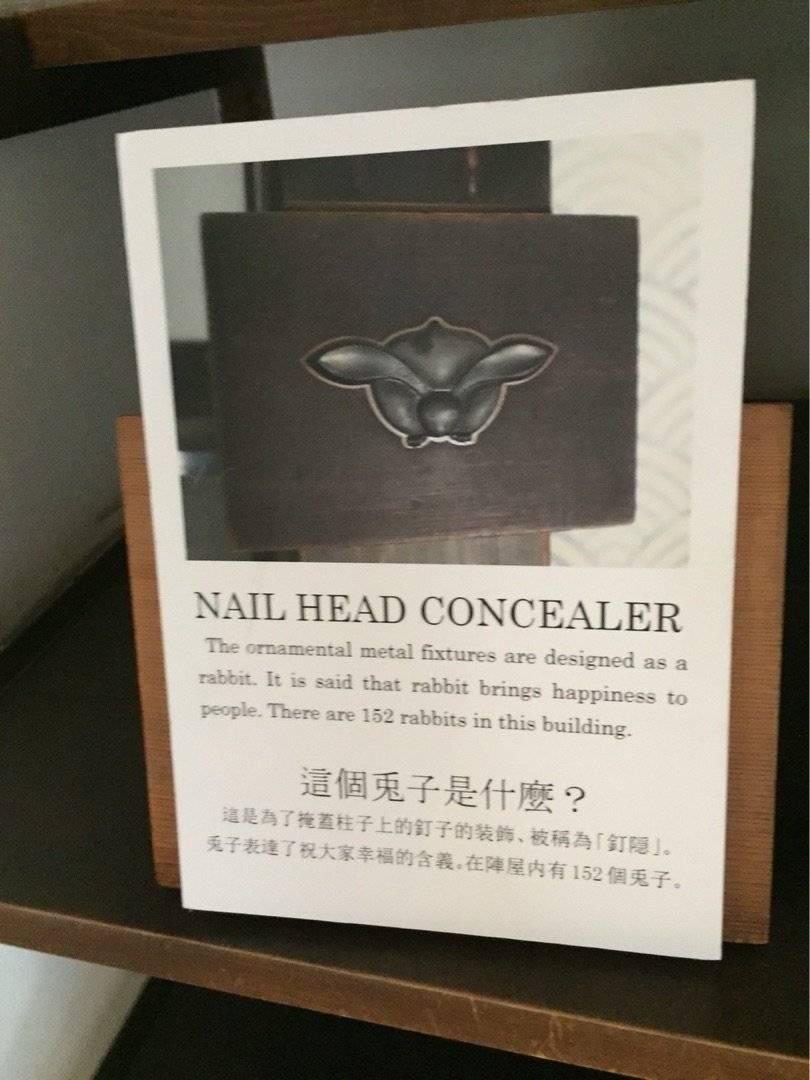 NAIL HEAD CONCEALER
The ornamental metal fixtures are designed as a
rabbit. It is said that rabbit brings happiness to
people. There are 152 rabbits in this building.
這個兎子是什麼？
這是為了掩蓋柱子上的釘子的装飾、被稱為「釘隠」。
兎子表達了祝大家幸福的含義。在陣屋内有152個兎子。